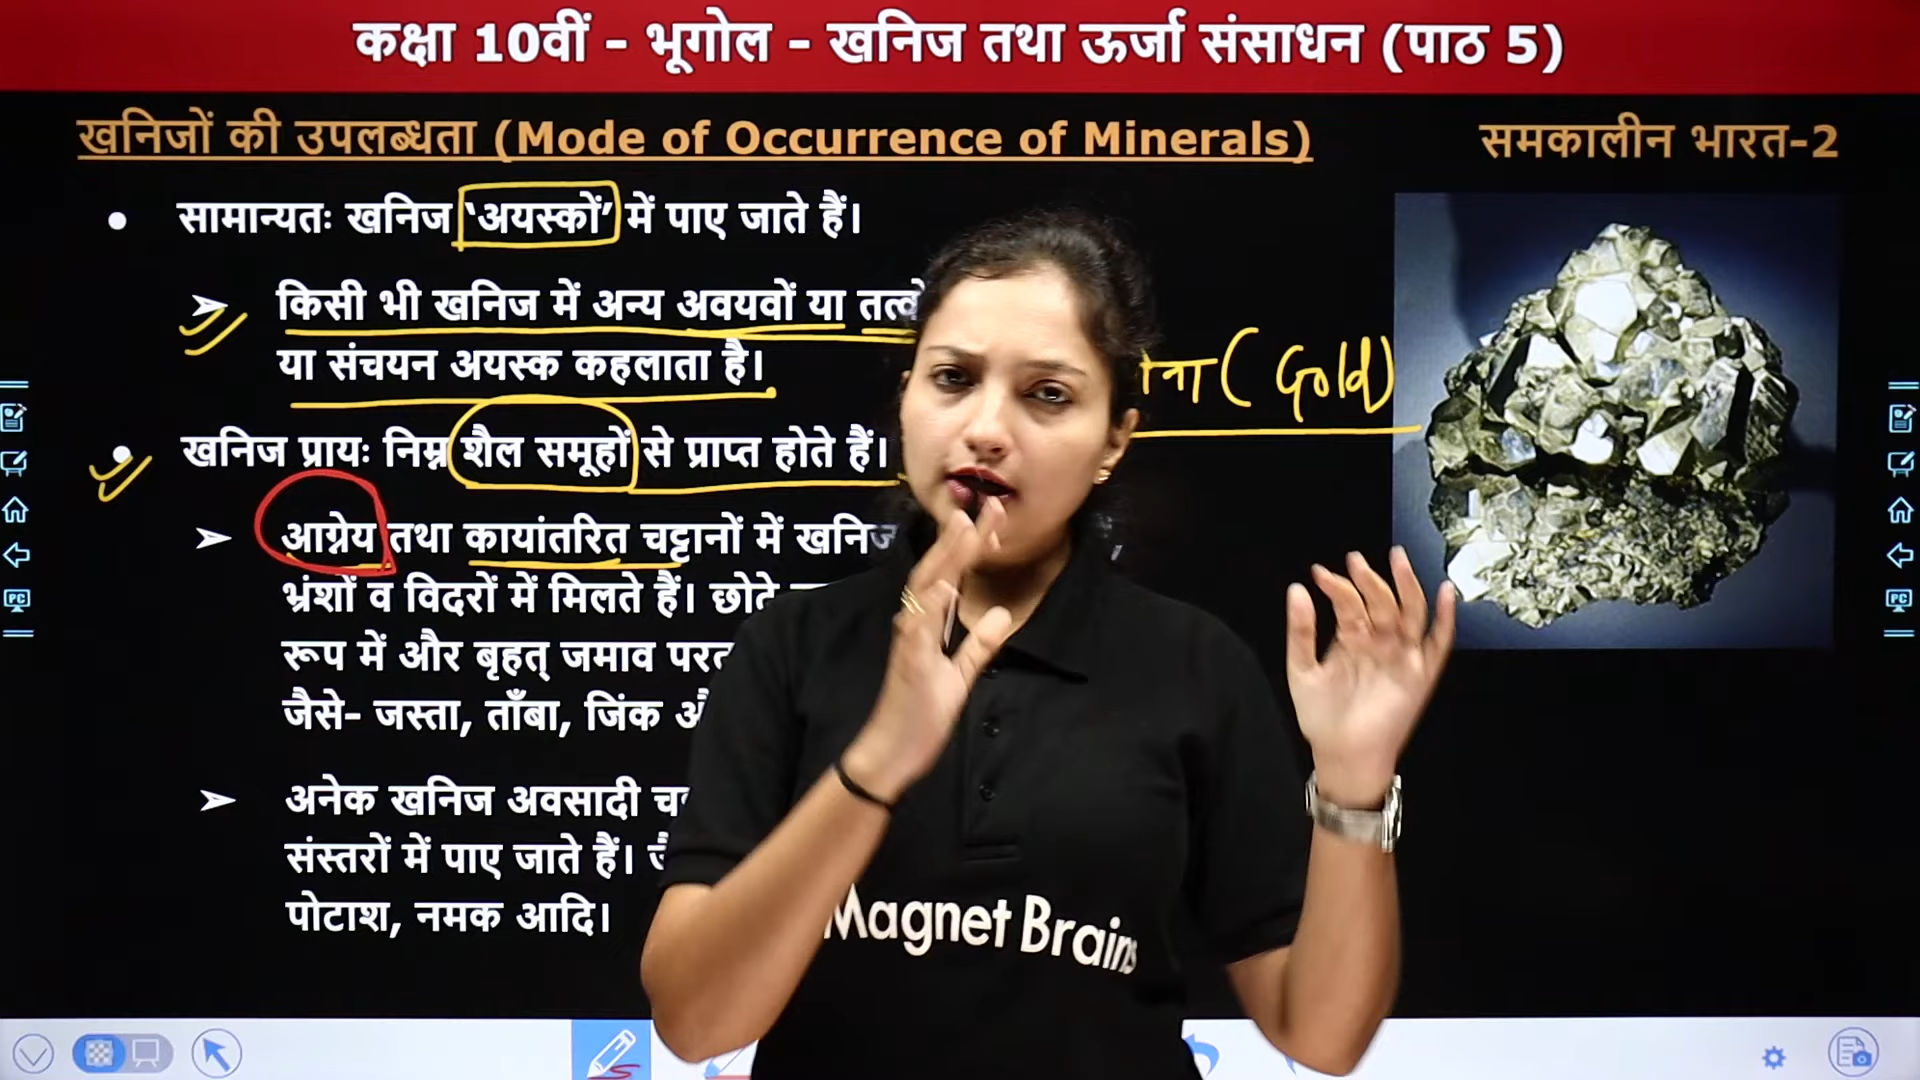 कक्षा 10वीं - भूगोल - खनिज तथा ऊर्जा संसाधन (पाठ 5)
खनिजों की उपलब्धता (Mode of Occurrence of Minerals)
समकालीन भारत-2
सामान्यतः खनिज ‘अयस्कों’ में पाए जाते हैं।
किसी भी खनिज में अन्य अवयवों या
या संचयन अयस्क कहलाता है।
(Gold)
खनिज प्रायः निम्न शैल समूहों से प्राप्त होते हैं।
आग्नेय तथा कायांतरित चट्टानों में खनिज
भ्रंशों व विदरों में मिलते हैं। छोटे
रूप में और बृहत् जमाव
जैसे- जस्ता, ताँबा, जिंक
अनेक खनिज अवसादी
संस्तरों में पाए जाते हैं।
पोटाश, नमक आदि।
Magnet Brains
PC
PC